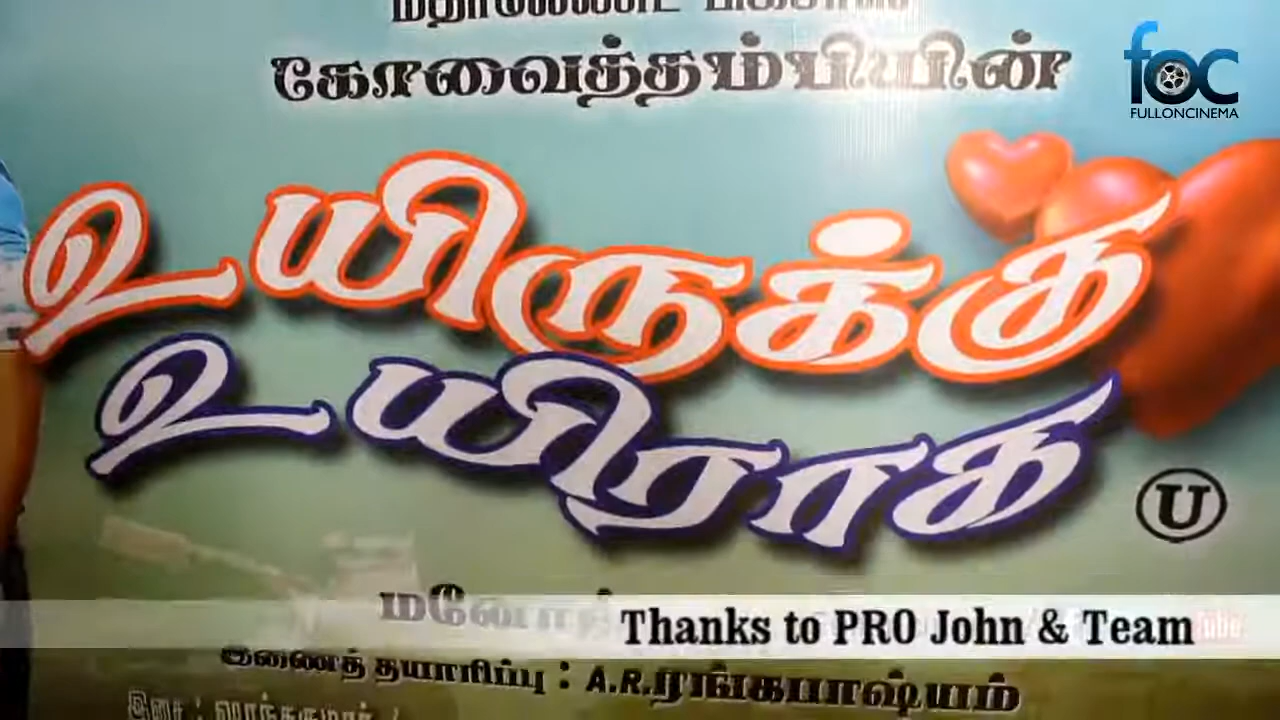 கோவைத்தம்பியின்
foc
FULLONCINEMA
உயிருக்கு
உயிராக
U
Thanks to PRO John & Team
இணைத் தயாரிப்பு : A.R.ரங்கபாஷ்யம்